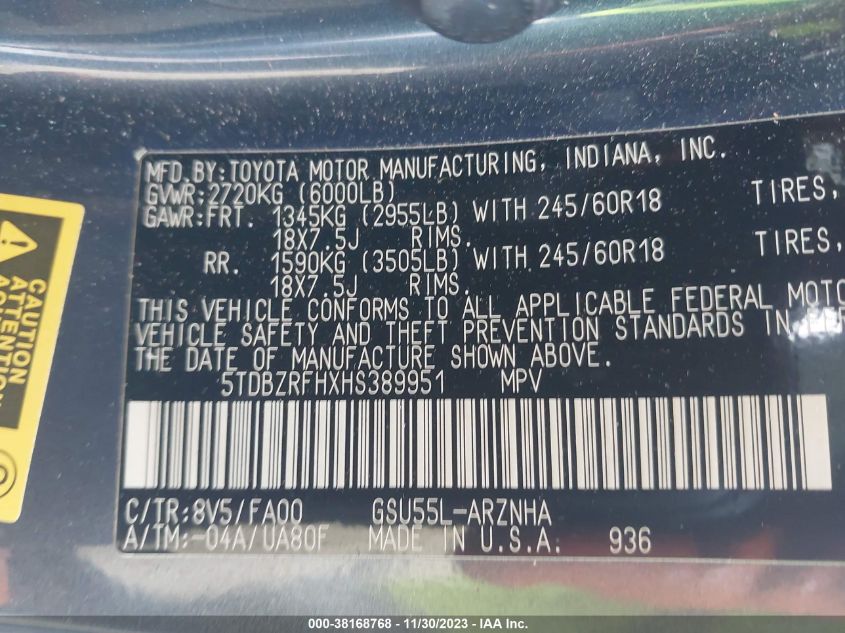 MFD.BY:TOYOTA MOTOR MANUFACTURING, INDIANA, INC.
GVWR:2720KG (6000LB)
GAWR:FRT. 1345KG (2955LB) WITH 245/60R18 TIRES,
18X7.5J RIMS.
RR. 1590KG (3505LB) WITH 245/60R18 TIRES,
18X7.5J RIMS.
THIS VEHICLE CONFORMS TO ALL APPLICABLE FEDERAL MOTO
VEHICLE SAFETY AND THEFT PREVENTION STANDARDS IN
THE DATE OF MANUFACTURE SHOWN ABOVE.
5TDBZRFHXHS389951 MPV
C/TR:8V5/FA00 GSU55L-ARZNHA
A/TM:-04A/UA80F MADE IN U.S.A. 936
CAUTION
ATTENTION
000-38168768 - 11/30/2023 - IAA Inc.